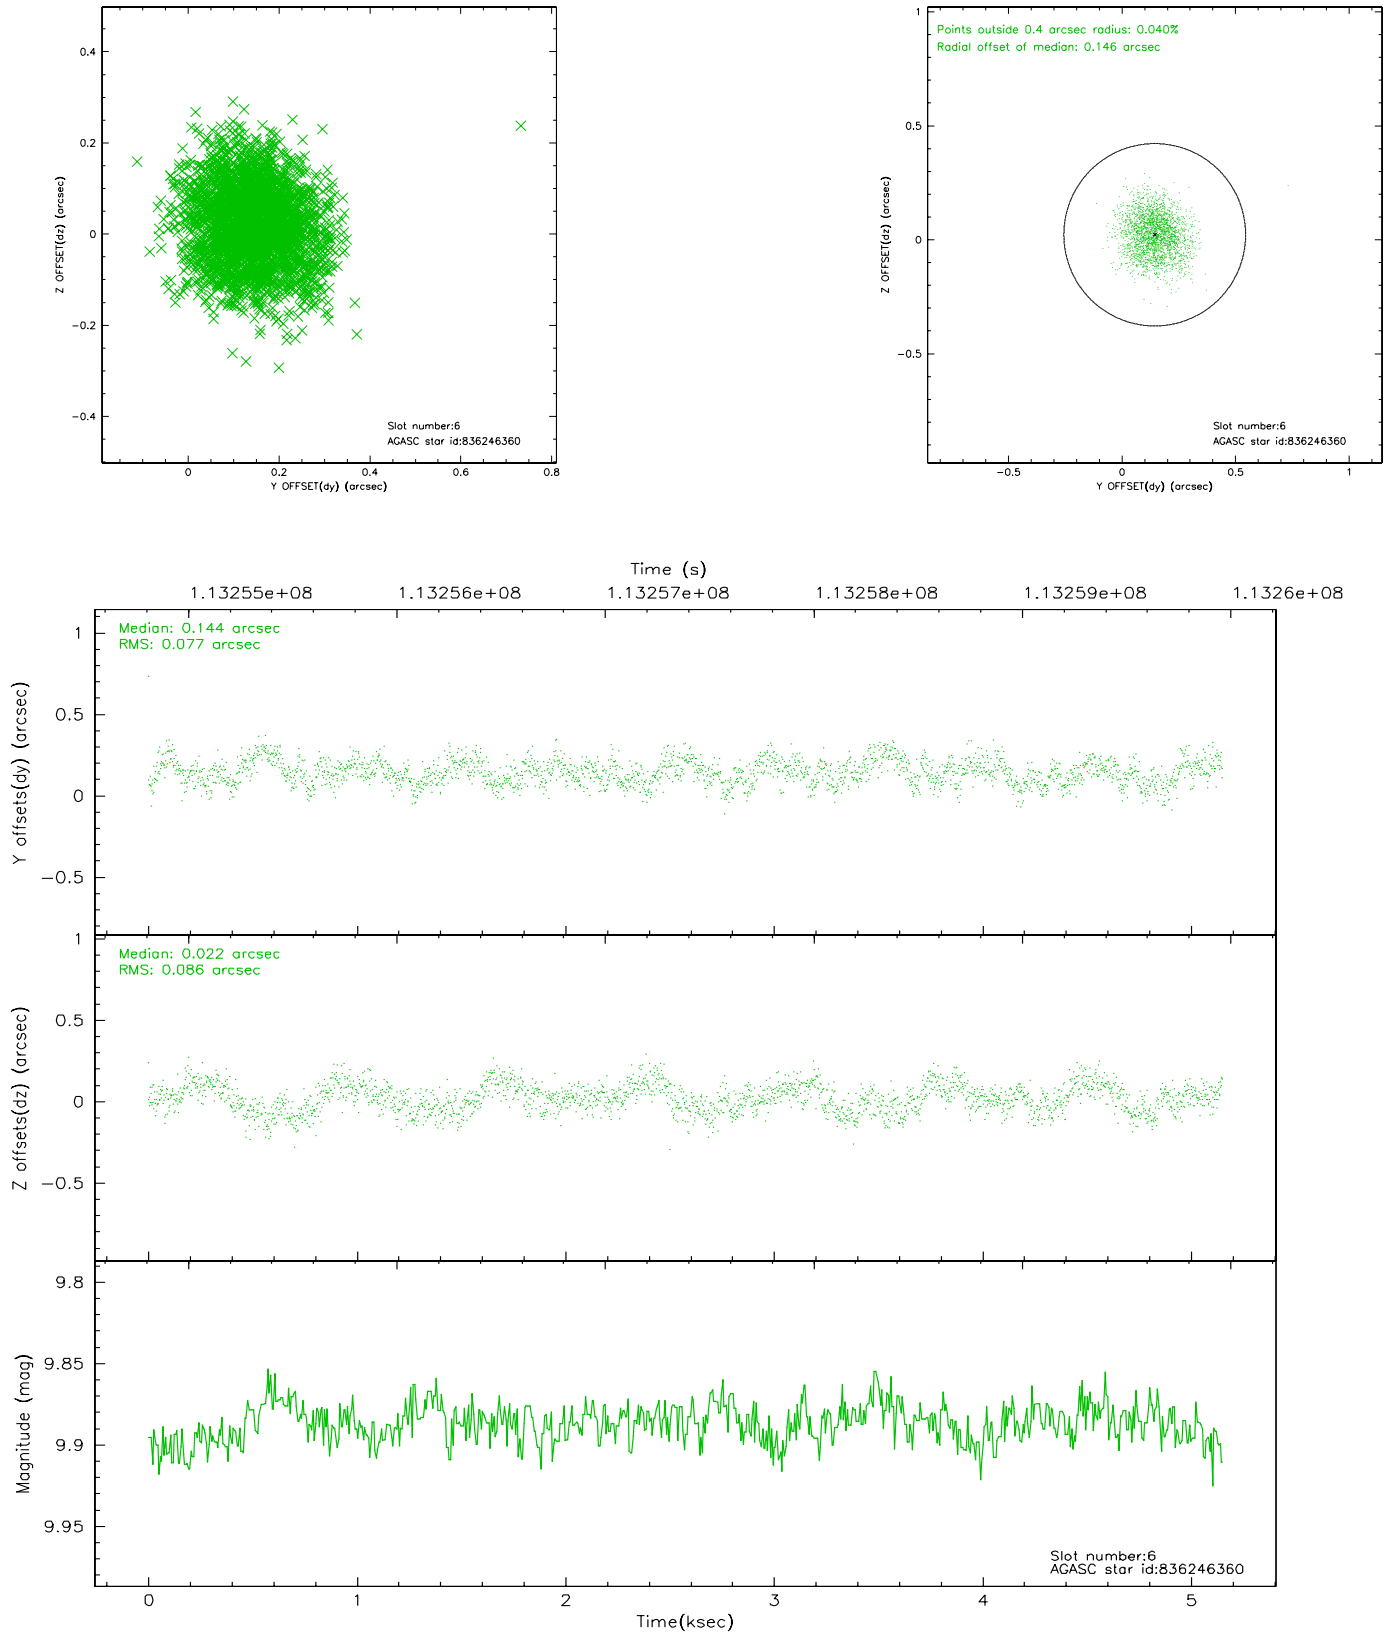 0.4
0.2
0
-0.2
-0.4
Z OFFSET(dz) (arcsec)
Slot number:6
AGASC star id:836246360
0 0.2 0.4 0.6 0.8
Y OFFSET(dy) (arcsec)
Points outside 0.4 arcsec radius: 0.040%
Radial offset of median: 0.146 arcsec
1
0.5
0
-0.5
Z OFFSET(dz) (arcsec)
Slot number:6
AGASC star id:836246360
-0.5 0 0.5 1
Y OFFSET(dy) (arcsec)
Time (s)
1.13255e+08 1.13256e+08 1.13257e+08 1.13258e+08 1.13259e+08 1.1326e+08
Median: 0.144 arcsec
RMS: 0.077 arcsec
1
0.5
0
-0.5
Y offsets(dy) (arcsec)
Median: 0.022 arcsec
RMS: 0.086 arcsec
1
0.5
0
-0.5
Z offsets(dz) (arcsec)
9.8
9.85
9.9
9.95
Magnitude (mag)
Slot number:6
AGASC star id:836246360
0 1 2 3 4 5
Time(ksec)